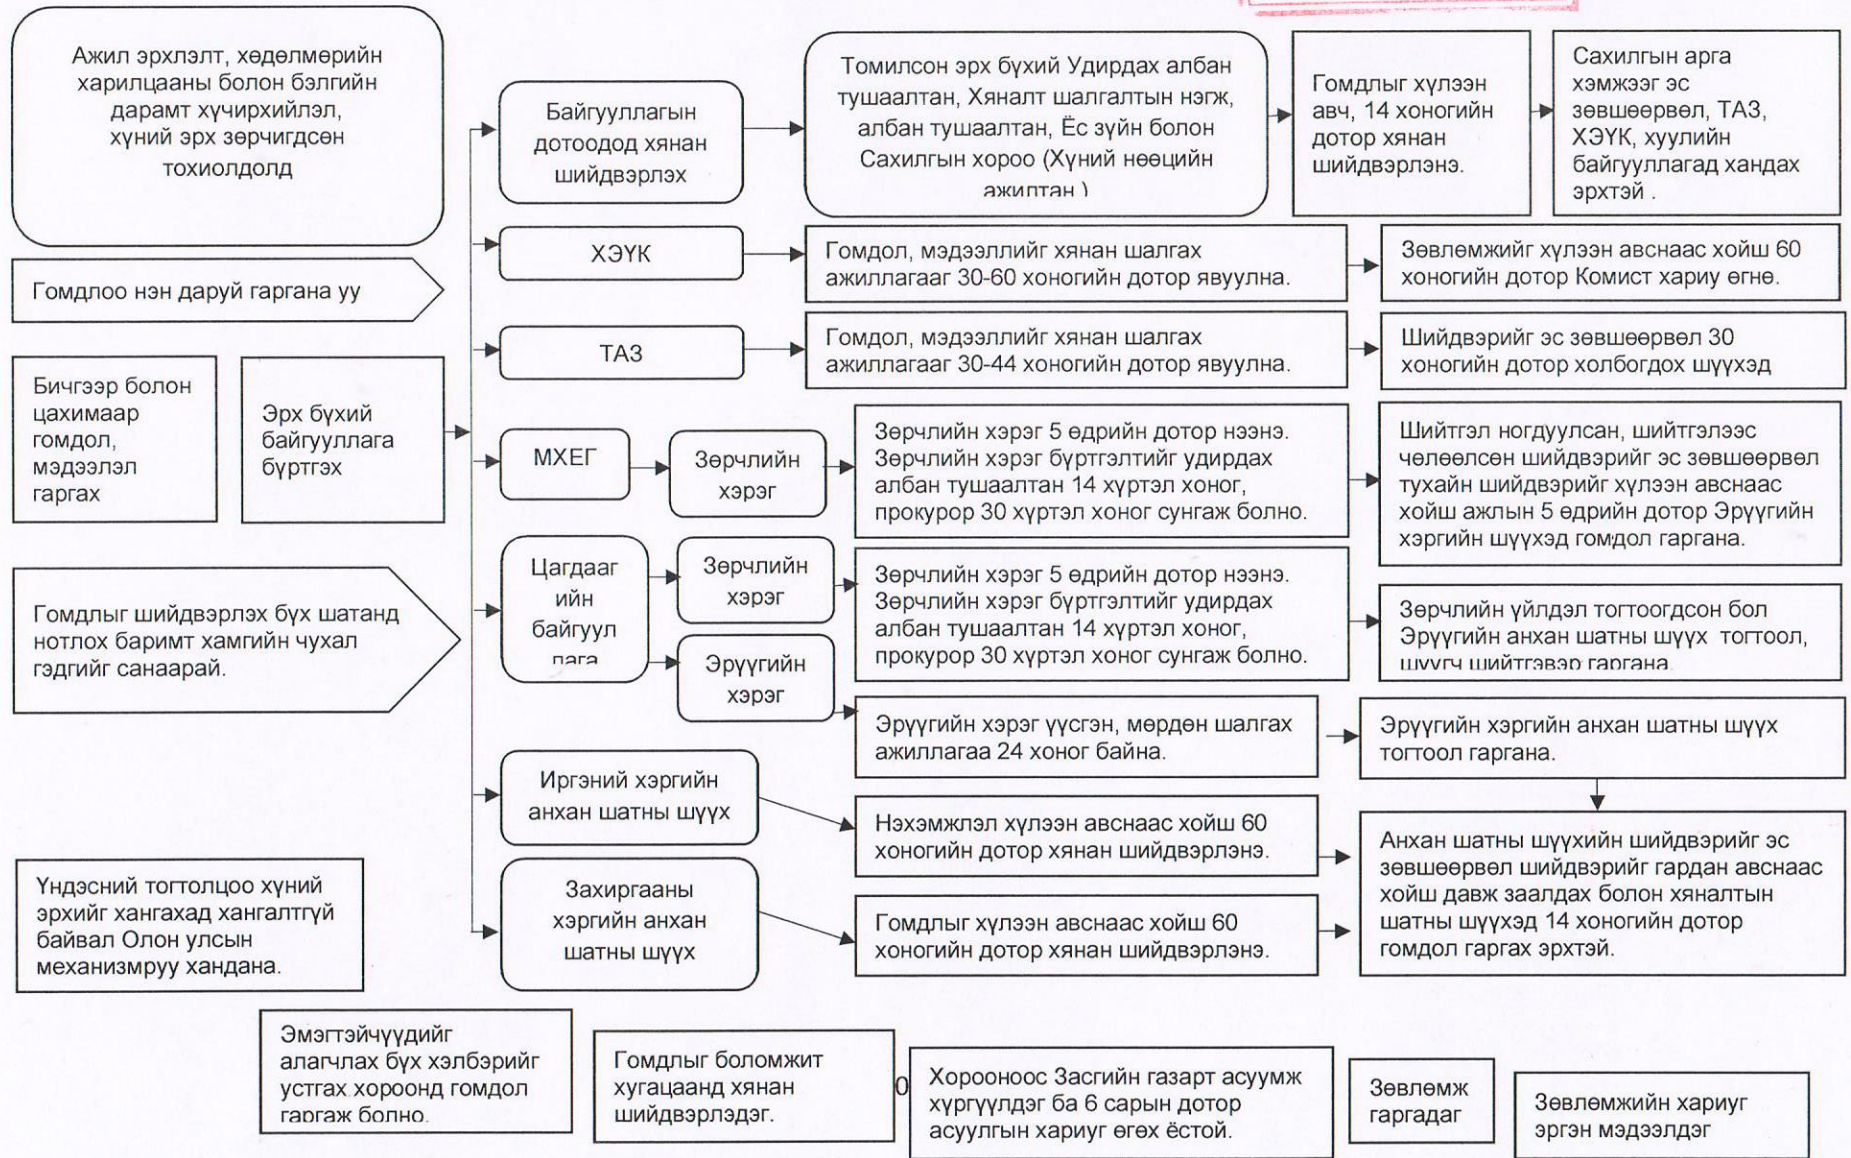 Ажил эрхлэлт, хөдөлмөрийн
харилцааны болон бэлгийн
дарамт хүчирхийлэл,
хүний эрх зөрчигдсөн
тохиолдолд
Гомдлоо нэн даруй гаргана уу
Бичгээр болон
цахимаар
гомдол,
мэдээлэл
гаргах
Эрх бүхий
байгууллага
бүртгэх
Гомдлыг шийдвэрлэх бүх шатанд
нотлох баримт хамгийн чухал
гэдгийг санаарай.
Үндэсний тогтолцоо хүний
эрхийг хангахад хангалтгүй
байвал Олон улсын
механизмруу хандана.
Байгууллагын
дотоодод хянан
шийдвэрлэх
Томилсон эрх бүхий Удирдах албан
тушаалтан, Хяналт шалгалтын нэгж,
албан тушаалтан, Ёс зүйн болон
Сахилгын хороо (Хүний нөөцийн
ажилтан )
Гомдлыг хүлээн
авч, 14 хоногийн
дотор хянан
шийдвэрлэнэ.
Сахилгын арга
хэмжээг эс
зөвшөөрвөл, ТАЗ,
ХЭҮК, хуулийн
байгууллагад хандах
эрхтэй .
ХЭҮК
Гомдол, мэдээллийг хянан шалгах
ажиллагааг 30-60 хоногийн дотор явуулна.
Зөвлөмжийг хүлээн авснаас хойш 60
хоногийн дотор Комист хариу өгнө.
ТАЗ
Гомдол, мэдээллийг хянан шалгах
ажиллагааг 30-44 хоногийн дотор явуулна.
Шийдвэрийг эс зөвшөөрвөл 30
хоногийн дотор холбогдох шүүхэд
МХЕГ
Зөрчлийн
хэрэг
Зөрчлийн хэрэг 5 өдрийн дотор нээнэ.
Зөрчлийн хэрэг бүртгэлтийг удирдах
албан тушаалтан 14 хүртэл хоног,
прокурор 30 хүртэл хоног сунгаж болно.
Шийтгэл ногдуулсан, шийтгэлээс
чөлөөлсөн шийдвэрийг эс зөвшөөрвөл
тухайн шийдвэрийг хүлээн авснаас
хойш ажлын 5 өдрийн дотор Эрүүгийн
хэргийн шүүхэд гомдол гаргана.
Цагдааг
ийн
байгуул
лага
Зөрчлийн
хэрэг
Зөрчлийн хэрэг 5 өдрийн дотор нээнэ.
Зөрчлийн хэрэг бүртгэлтийг удирдах
албан тушаалтан 14 хүртэл хоног,
прокурор 30 хүртэл хоног сунгаж болно.
Зөрчлийн үйлдэл тогтоогдсон бол
Эрүүгийн анхан шатны шүүх тогтоол,
шүүгч шийтгэвэр гаргана.
Эрүүгийн
хэрэг
Эрүүгийн хэрэг үүсгэн, мөрдөн шалгах
ажиллагаа 24 хоног байна.
Эрүүгийн хэргийн анхан шатны шүүх
тогтоол гаргана.
Иргэний хэргийн
анхан шатны шүүх
Нэхэмжлэл хүлээн авснаас хойш 60
хоногийн дотор хянан шийдвэрлэнэ.
Захиргааны
хэргийн анхан
шатны шүүх
Гомдлыг хүлээн авснаас хойш 60
хоногийн дотор хянан шийдвэрлэнэ.
Анхан шатны шүүхийн шийдвэрийг эс
зөвшөөрвөл шийдвэрийг гардан авснаас
хойш давж заалдах болон хяналтын
шатны шүүхэд 14 хоногийн дотор
гомдол гаргах эрхтэй.
Эмэгтэйчүүдийг
алагчлах бүх хэлбэрийг
устгах хороонд гомдол
гаргаж болно.
Гомдлыг боломжит
хугацаанд хянан
шийдвэрлэдэг.
0
Хорооноос Засгийн газарт асуумж
хүргүүлдэг ба 6 сарын дотор
асуулгын хариуг өгөх ёстой.
Зөвлөмж
гаргадаг
Зөвлөмжийн хариуг
эргэн мэдээлдэг